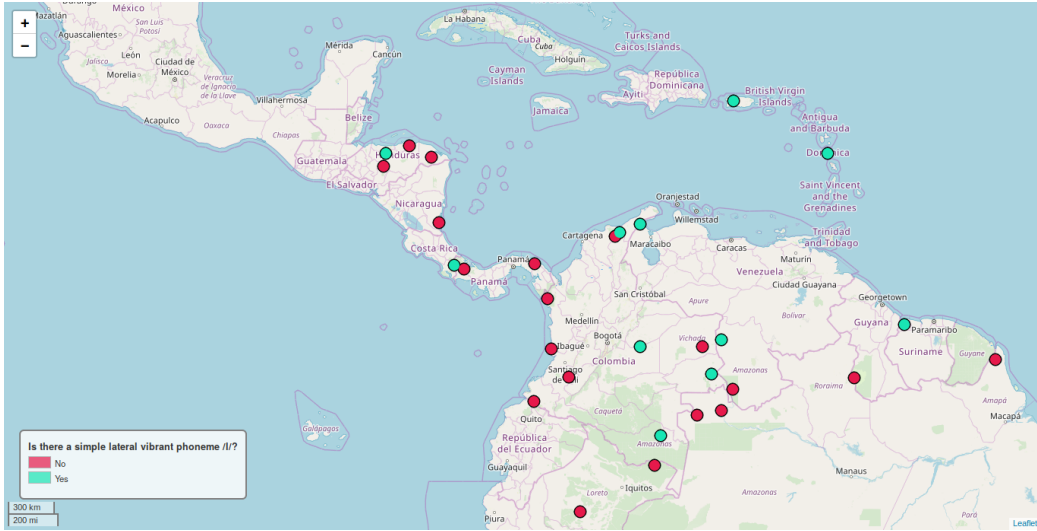 +
−
Mazatlán
México
San Luis
Potosí
Aguascalientes
León
Jalisco
Ciudad de
México
Morelia
Veracruz
de Ignacio
de la Llave
Acapulco
Oaxaca
Villahermosa
Chiapas
Mérida
Cancún
La Habana
Cuba
Cuba
Holguín
Turks and
Caicos Islands
Cayman
Islands
Jamaica
Ayiti
República
Dominicana
British Virgin
Islands
Antigua
and Barbuda
Dominica
Saint Vincent
and the
Grenadines
Trinidad
and Tobago
Belize
Guatemala
Honduras
El Salvador
Nicaragua
Costa Rica
Panamá
Panamá
Oranjestad
Willemstad
Cartagena
Maracaibo
Caracas
Maturín
Venezuela
Ciudad Guayana
San Cristóbal
Apure
Bolívar
Georgetown
Guyana
Paramaribo
Suriname
Guyane
Medellín
Bogotá
Ibagué
Colombia
Vichada
Santiago
de Cali
Amazonas
Roraima
Amapá
Macapá
Caquetá
Quito
República
del Ecuador
Guayaquil
Amazonas
Galápagos
Iquitos
Loreto
Piura
Manaus
Amazonas
Pará
Is there a simple lateral vibrant phoneme /ɺ/?
No
Yes
300 km
200 mi
Leaflet